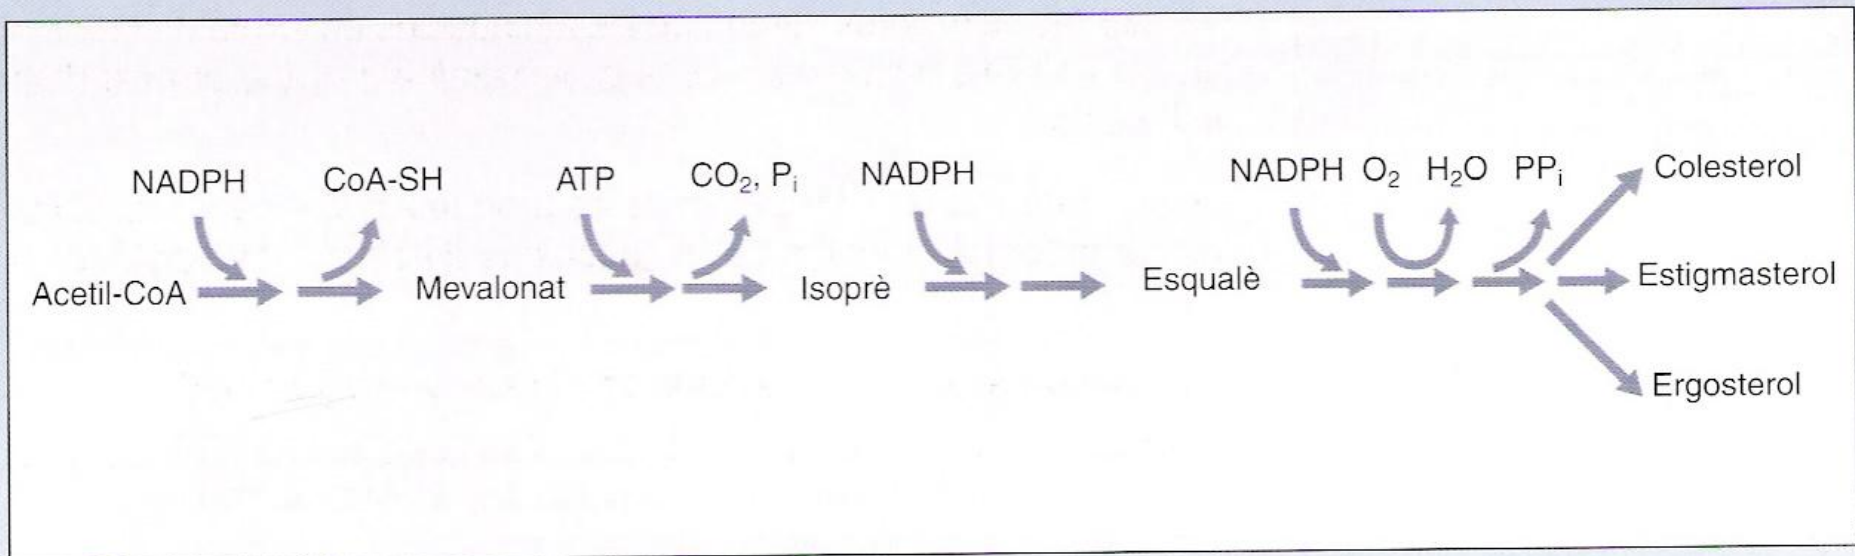 NADPH CoA-SH ATP CO₂, Pᵢ NADPH NADPH O₂ H₂O PPᵢ Colesterol
Acetil-CoA Mevalonat Isoprè Esqualè Estigmasterol
Ergosterol